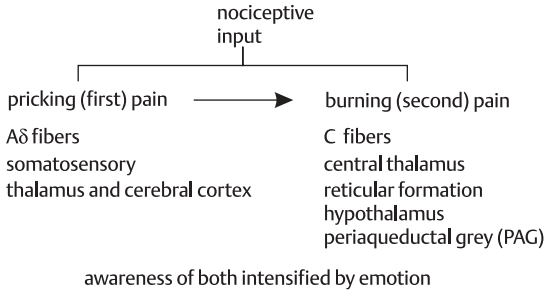 nociceptive
input
pricking (first) pain
burning (second) pain
Aδ fibers
somatosensory
thalamus and cerebral cortex
C fibers
central thalamus
reticular formation
hypothalamus
periaqueductal grey (PAG)
awareness of both intensified by emotion